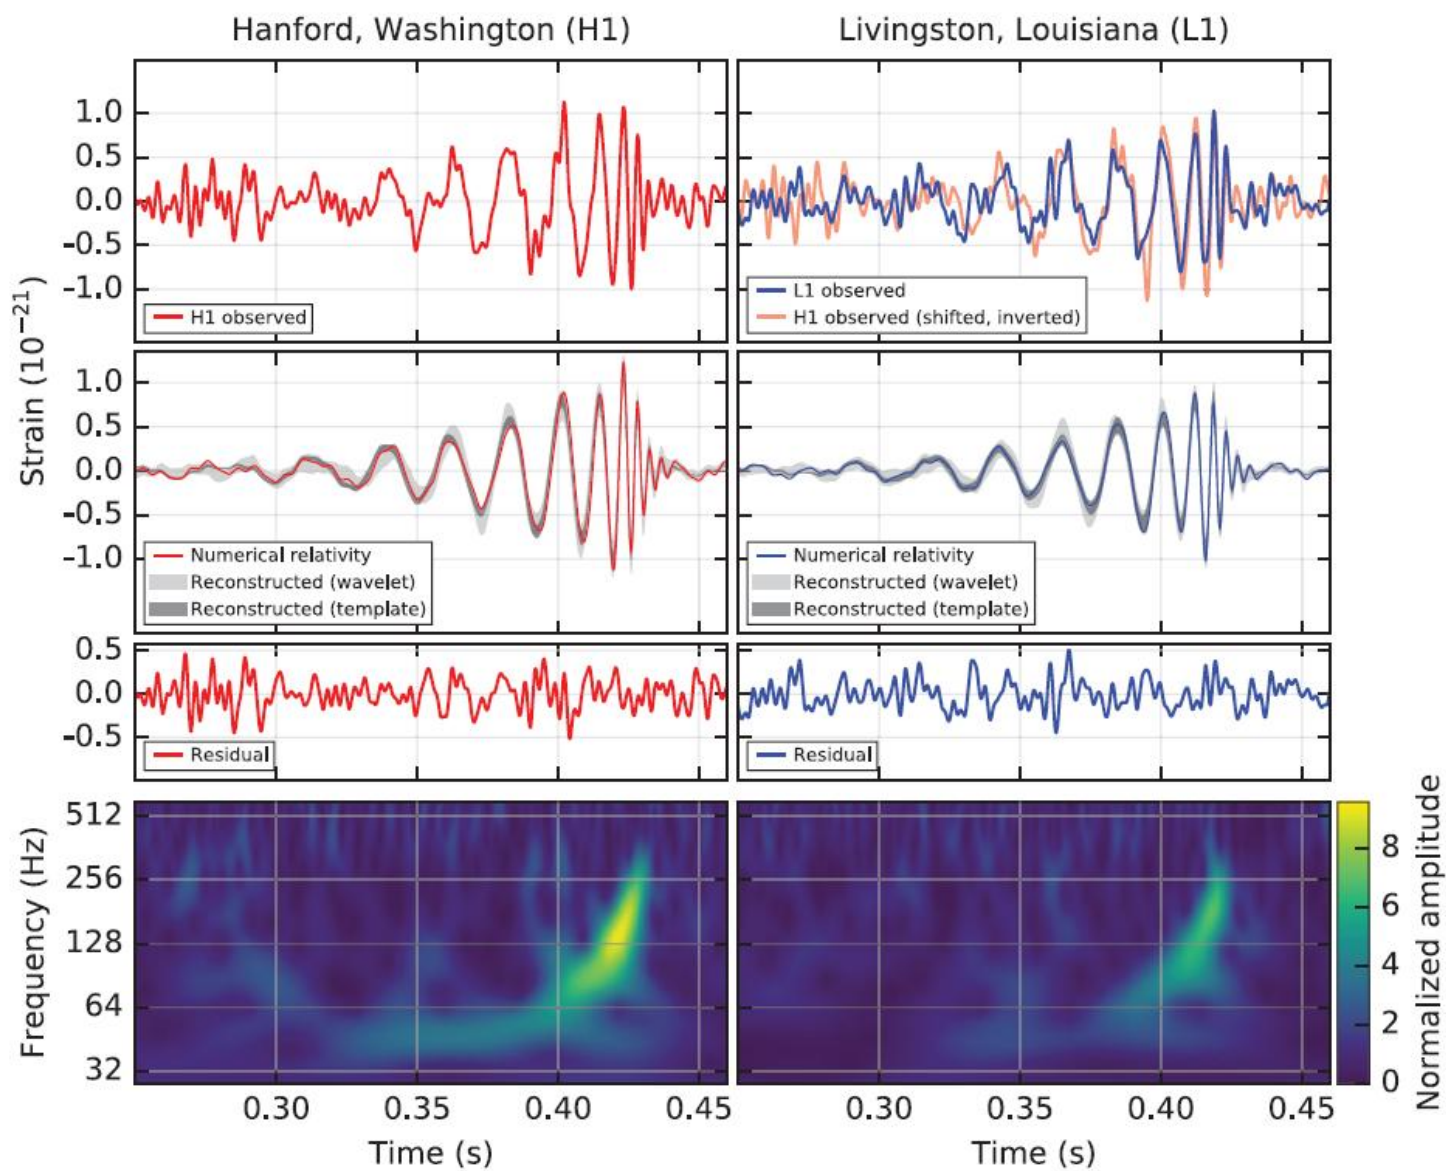 Hanford, Washington (H1)
Livingston, Louisiana (L1)
Strain (10⁻²¹)
1.0
0.5
0.0
-0.5
-1.0
H1 observed
L1 observed
H1 observed (shifted, inverted)
1.0
0.5
0.0
-0.5
-1.0
Numerical relativity
Reconstructed (wavelet)
Reconstructed (template)
Numerical relativity
Reconstructed (wavelet)
Reconstructed (template)
0.5
0.0
-0.5
Residual
Residual
Frequency (Hz)
512
256
128
64
32
Normalized amplitude
8
6
4
2
0
0.30 0.35 0.40 0.45
0.30 0.35 0.40 0.45
Time (s)
Time (s)